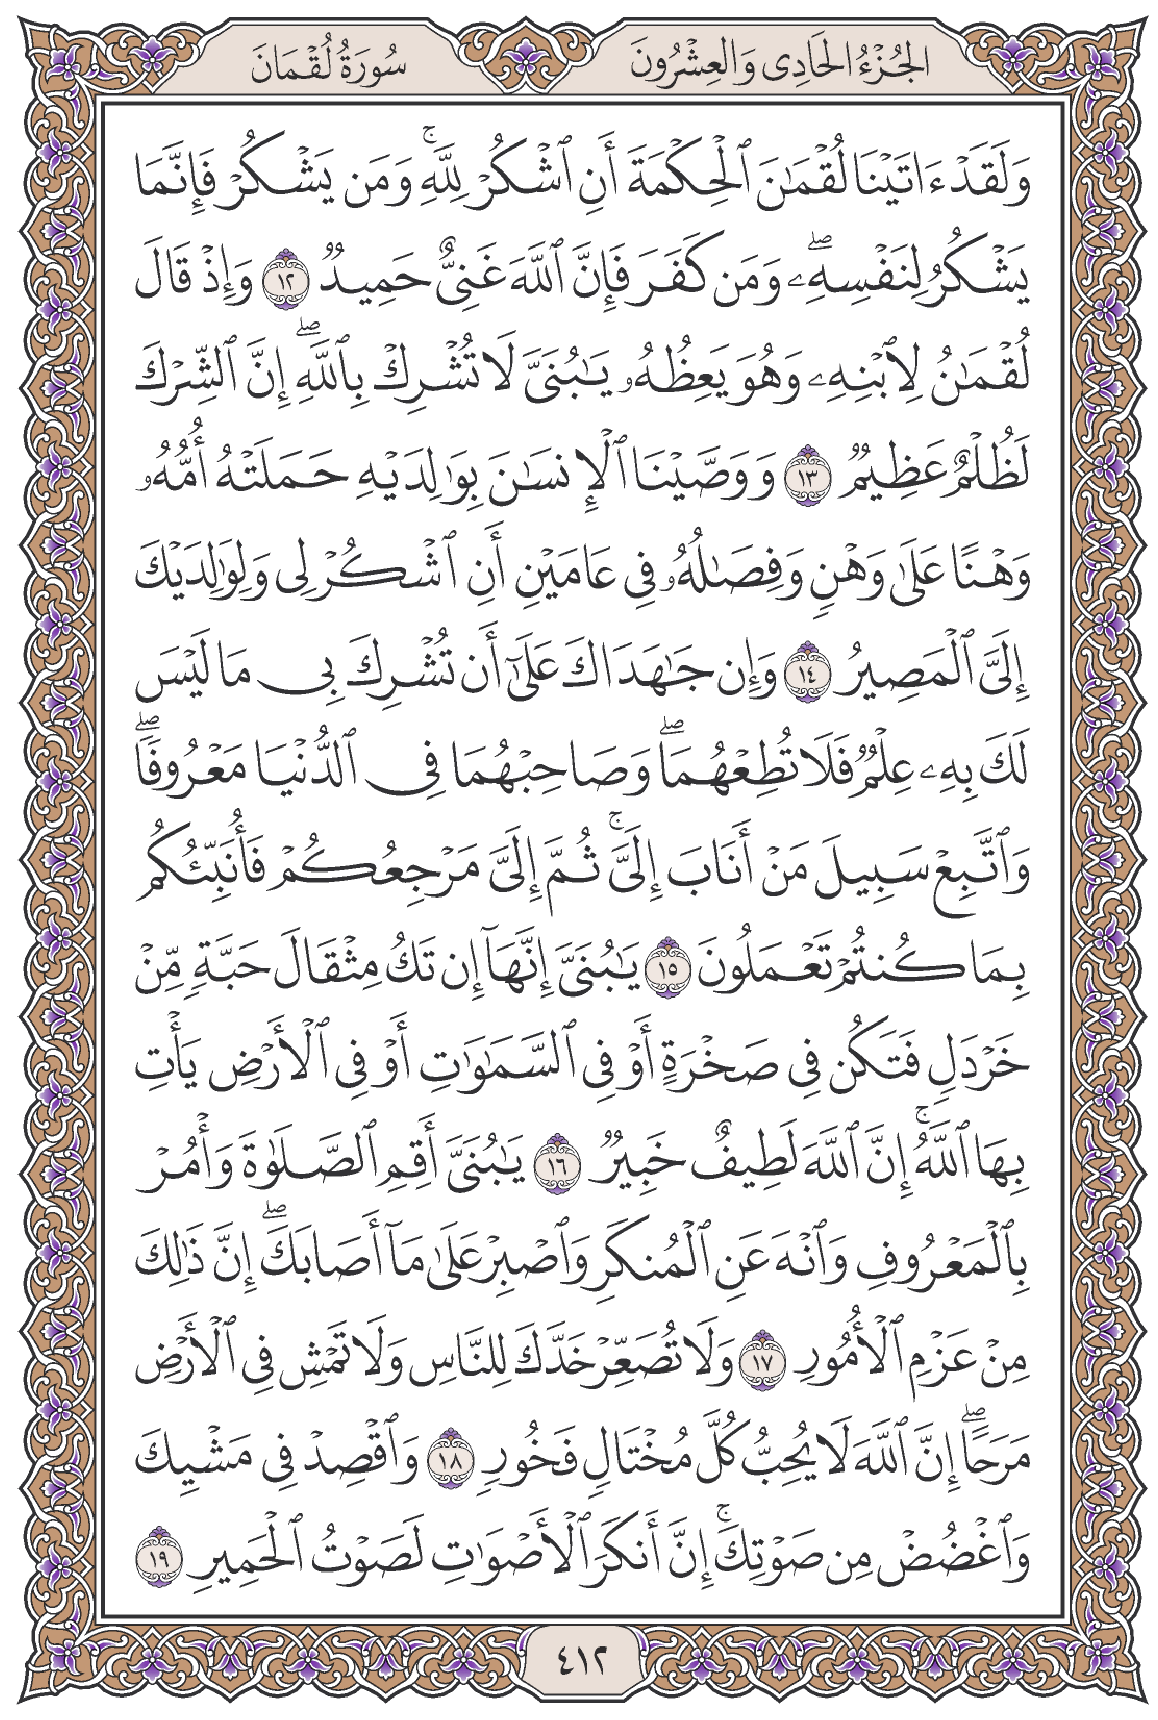 الجُزْءُ الحَادِى وَالعِشْرُونَ
سُورَةُ لُقْمَانَ
وَلَقَدْ ءَاتَيْنَا لُقْمَٰنَ ٱلْحِكْمَةَ أَنِ ٱشْكُرْ لِلَّهِۚ وَمَن يَشْكُرْ فَإِنَّمَا
يَشْكُرُ لِنَفْسِهِۦۖ وَمَن كَفَرَ فَإِنَّ ٱللَّهَ غَنِىٌّ حَمِيدٌ ١٢ وَإِذْ قَالَ
لُقْمَٰنُ لِٱبْنِهِۦ وَهُوَ يَعِظُهُۥ يَٰبُنَىَّ لَا تُشْرِكْ بِٱللَّهِۖ إِنَّ ٱلشِّرْكَ
لَظُلْمٌ عَظِيمٌ ١٣ وَوَصَّيْنَا ٱلْإِنسَٰنَ بِوَٰلِدَيْهِ حَمَلَتْهُ أُمُّهُۥ
وَهْنًا عَلَىٰ وَهْنٍ وَفِصَٰلُهُۥ فِى عَامَيْنِ أَنِ ٱشْكُرْ لِى وَلِوَٰلِدَيْكَ
إِلَىَّ ٱلْمَصِيرُ ١٤ وَإِن جَٰهَدَاكَ عَلَىٰٓ أَن تُشْرِكَ بِى مَا لَيْسَ
لَكَ بِهِۦ عِلْمٌ فَلَا تُطِعْهُمَاۖ وَصَاحِبْهُمَا فِى ٱلدُّنْيَا مَعْرُوفًاۖ
وَٱتَّبِعْ سَبِيلَ مَنْ أَنَابَ إِلَىَّۚ ثُمَّ إِلَىَّ مَرْجِعُكُمْ فَأُنَبِّئُكُم
بِمَا كُنتُمْ تَعْمَلُونَ ١٥ يَٰبُنَىَّ إِنَّهَآ إِن تَكُ مِثْقَالَ حَبَّةٍ مِّنْ
خَرْدَلٍ فَتَكُن فِى صَخْرَةٍ أَوْ فِى ٱلسَّمَٰوَٰتِ أَوْ فِى ٱلْأَرْضِ يَأْتِ
بِهَا ٱللَّهُۚ إِنَّ ٱللَّهَ لَطِيفٌ خَبِيرٌ ١٦ يَٰبُنَىَّ أَقِمِ ٱلصَّلَوٰةَ وَأْمُرْ
بِٱلْمَعْرُوفِ وَٱنْهَ عَنِ ٱلْمُنكَرِ وَٱصْبِرْ عَلَىٰ مَآ أَصَابَكَۖ إِنَّ ذَٰلِكَ
مِنْ عَزْمِ ٱلْأُمُورِ ١٧ وَلَا تُصَعِّرْ خَدَّكَ لِلنَّاسِ وَلَا تَمْشِ فِى ٱلْأَرْضِ
مَرَحًاۖ إِنَّ ٱللَّهَ لَا يُحِبُّ كُلَّ مُخْتَالٍ فَخُورٍ ١٨ وَٱقْصِدْ فِى مَشْيِكَ
وَٱغْضُضْ مِن صَوْتِكَۚ إِنَّ أَنكَرَ ٱلْأَصْوَٰتِ لَصَوْتُ ٱلْحَمِيرِ ١٩
٤١٢